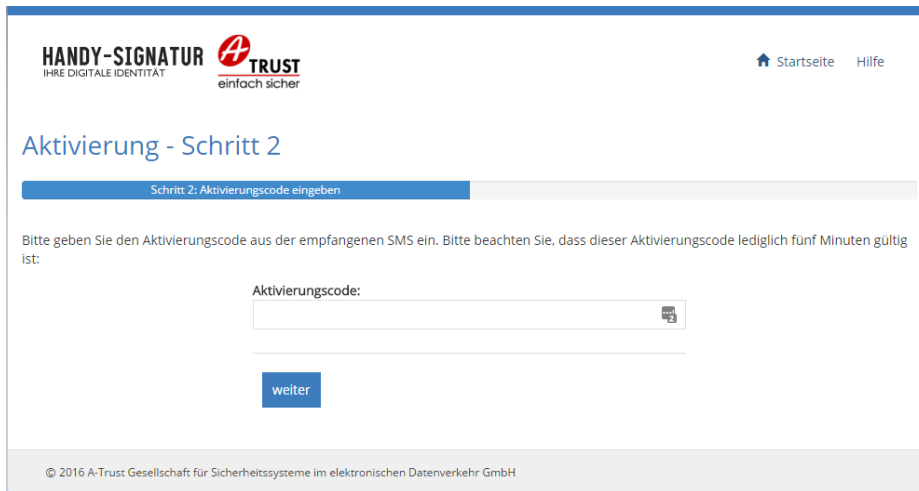 HANDY-SIGNATUR
IHRE DIGITALE IDENTITÄT
A TRUST
einfach sicher
Startseite Hilfe
Aktivierung - Schritt 2
Schritt 2: Aktivierungscode eingeben
Bitte geben Sie den Aktivierungscode aus der empfangenen SMS ein. Bitte beachten Sie, dass dieser Aktivierungscode lediglich fünf Minuten gültig
ist:
Aktivierungscode:
2
weiter
© 2016 A-Trust Gesellschaft für Sicherheitssysteme im elektronischen Datenverkehr GmbH